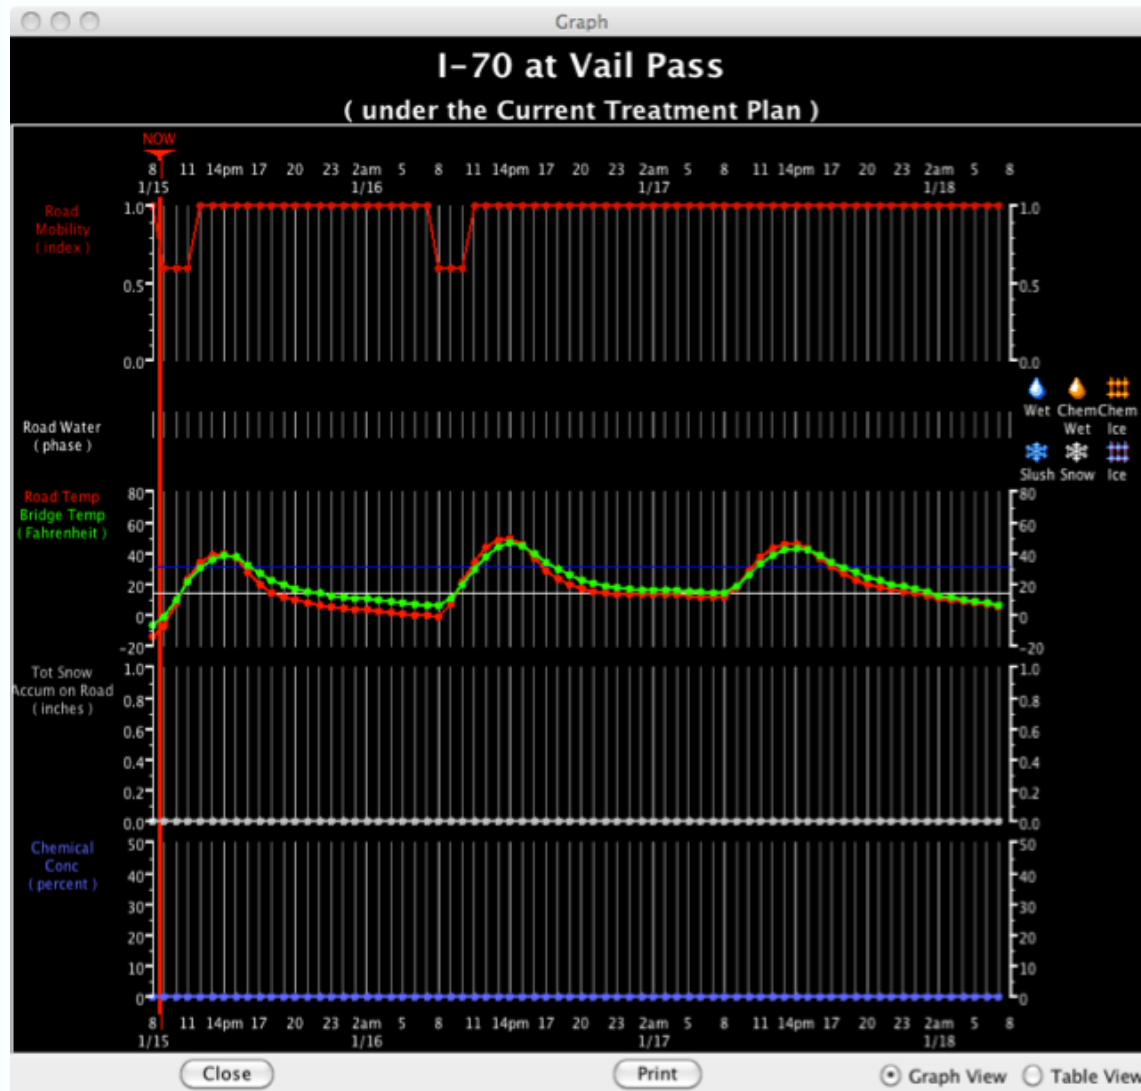 Graph
I-70 at Vail Pass
( under the Current Treatment Plan )
NOW
8 11 14pm 17 20 23 2am 5 8 11 14pm 17 20 23 2am 5 8 11 14pm 17 20 23 2am 5 8
1/15 1/16 1/17 1/18
Road
Mobility
( index )
1.0 1.0
0.5 0.5
0.0 0.0
Road Water
( phase )
Wet Chem Chem
Wet Ice
Slush Snow Ice
Road Temp
Bridge Temp
( Fahrenheit )
80 80
60 60
40 40
20 20
0 0
-20 -20
Tot Snow
Accum on Road
( inches )
1.0 1.0
0.8 0.8
0.6 0.6
0.4 0.4
0.2 0.2
0.0 0.0
Chemical
Conc
( percent )
50 50
40 40
30 30
20 20
10 10
0 0
8 11 14pm 17 20 23 2am 5 8 11 14pm 17 20 23 2am 5 8 11 14pm 17 20 23 2am 5 8
1/15 1/16 1/17 1/18
Close Print Graph View Table View